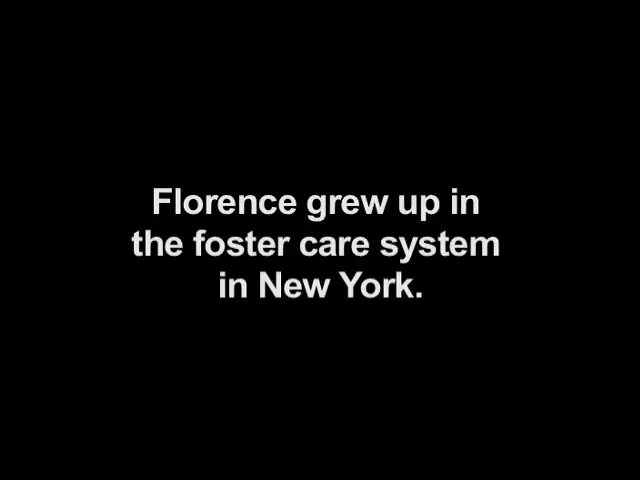 Florence grew up in
the foster care system
in New York.